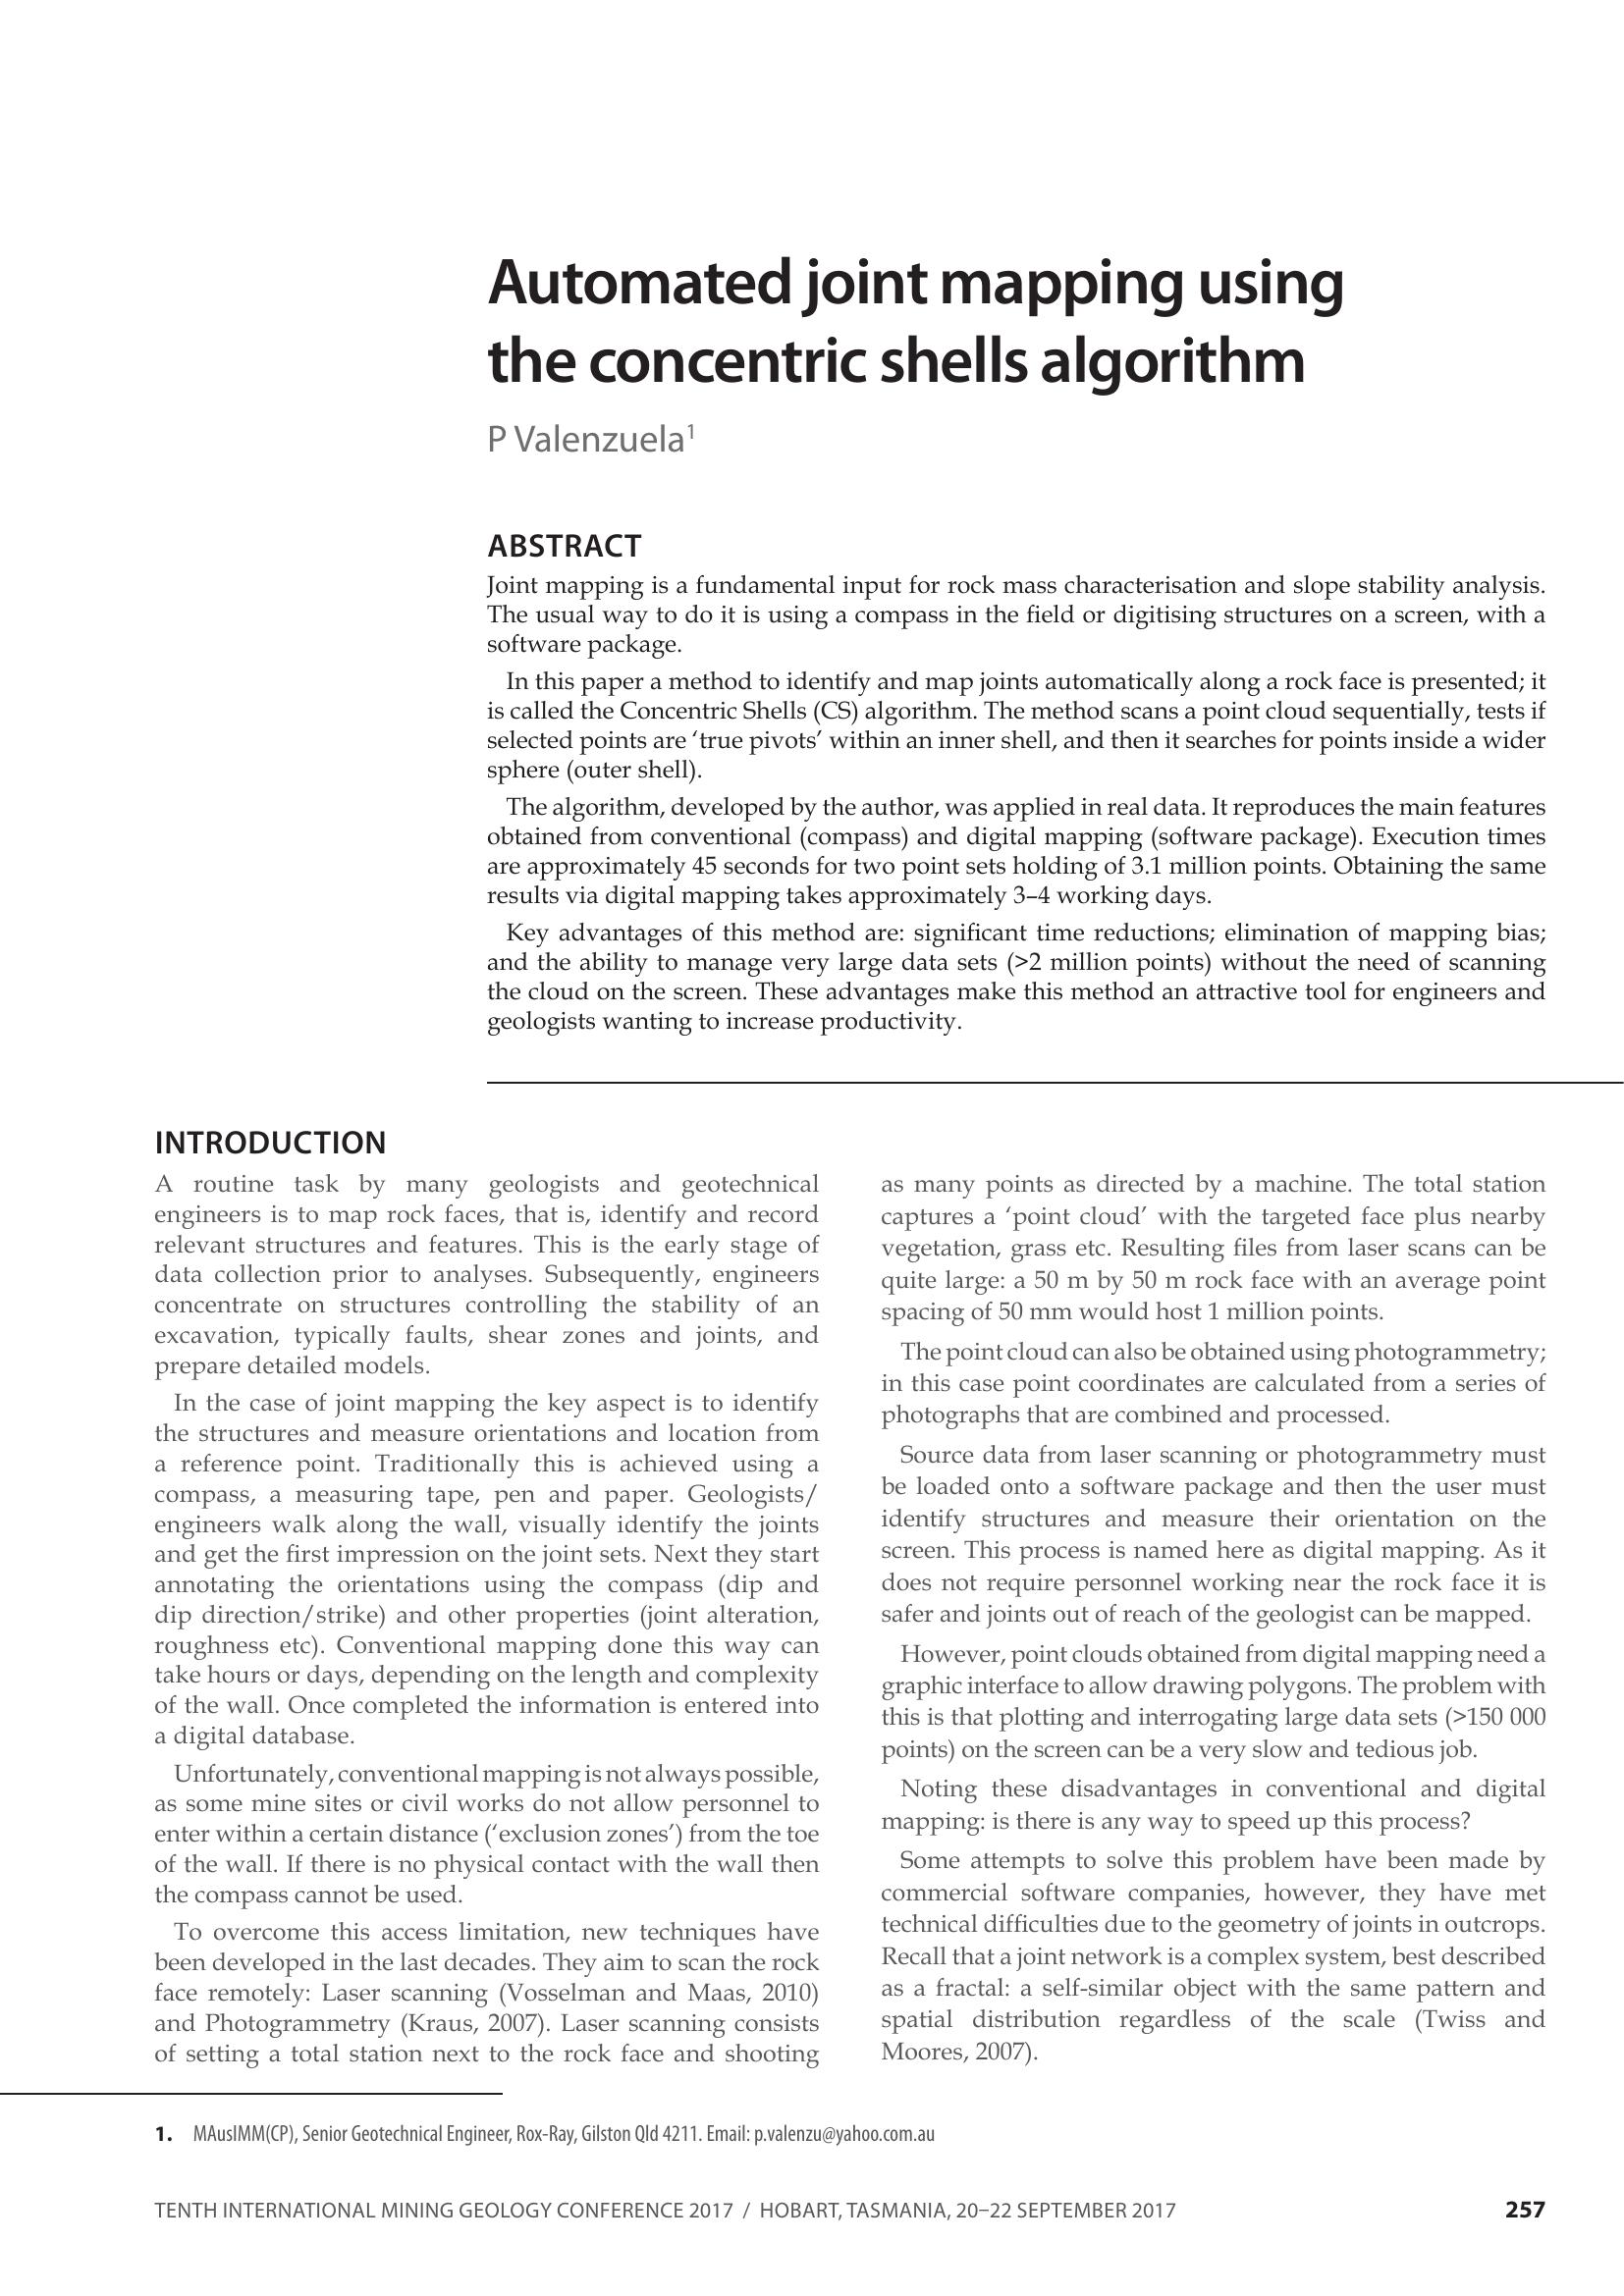 Automated joint mapping using
the concentric shells algorithm
P Valenzuela1
ABSTRACT
Joint mapping is a fundamental input for rock mass characterisation and slope stability analysis.
The usual way to do it is using a compass in the field or digitising structures on a screen, with a
software package.
In this paper a method to identify and map joints automatically along a rock face is presented; it
is called the Concentric Shells (CS) algorithm. The method scans a point cloud sequentially, tests if
selected points are ‘true pivots’ within an inner shell, and then it searches for points inside a wider
sphere (outer shell).
The algorithm, developed by the author, was applied in real data. It reproduces the main features
obtained from conventional (compass) and digital mapping (software package). Execution times
are approximately 45 seconds for two point sets holding of 3.1 million points. Obtaining the same
results via digital mapping takes approximately 3–4 working days.
Key advantages of this method are: significant time reductions; elimination of mapping bias;
and the ability to manage very large data sets (>2 million points) without the need of scanning
the cloud on the screen. These advantages make this method an attractive tool for engineers and
geologists wanting to increase productivity.
INTRODUCTION
A routine task by many geologists and geotechnical
engineers is to map rock faces, that is, identify and record
relevant structures and features. This is the early stage of
data collection prior to analyses. Subsequently, engineers
concentrate on structures controlling the stability of an
excavation, typically faults, shear zones and joints, and
prepare detailed models.
In the case of joint mapping the key aspect is to identify
the structures and measure orientations and location from
a reference point. Traditionally this is achieved using a
compass, a measuring tape, pen and paper. Geologists/
engineers walk along the wall, visually identify the joints
and get the first impression on the joint sets. Next they start
annotating the orientations using the compass (dip and
dip direction/strike) and other properties (joint alteration,
roughness etc). Conventional mapping done this way can
take hours or days, depending on the length and complexity
of the wall. Once completed the information is entered into
a digital database.
Unfortunately, conventional mapping is not always possible,
as some mine sites or civil works do not allow personnel to
enter within a certain distance (‘exclusion zones’) from the toe
of the wall. If there is no physical contact with the wall then
the compass cannot be used.
To overcome this access limitation, new techniques have
been developed in the last decades. They aim to scan the rock
face remotely: Laser scanning (Vosselman and Maas, 2010)
and Photogrammetry (Kraus, 2007). Laser scanning consists
of setting a total station next to the rock face and shooting
as many points as directed by a machine. The total station
captures a ‘point cloud’ with the targeted face plus nearby
vegetation, grass etc. Resulting files from laser scans can be
quite large: a 50 m by 50 m rock face with an average point
spacing of 50 mm would host 1 million points.
The point cloud can also be obtained using photogrammetry;
in this case point coordinates are calculated from a series of
photographs that are combined and processed.
Source data from laser scanning or photogrammetry must
be loaded onto a software package and then the user must
identify structures and measure their orientation on the
screen. This process is named here as digital mapping. As it
does not require personnel working near the rock face it is
safer and joints out of reach of the geologist can be mapped.
However, point clouds obtained from digital mapping need a
graphic interface to allow drawing polygons. The problem with
this is that plotting and interrogating large data sets (>150 000
points) on the screen can be a very slow and tedious job.
Noting these disadvantages in conventional and digital
mapping: is there is any way to speed up this process?
Some attempts to solve this problem have been made by
commercial software companies, however, they have met
technical difficulties due to the geometry of joints in outcrops.
Recall that a joint network is a complex system, best described
as a fractal: a self-similar object with the same pattern and
spatial distribution regardless of the scale (Twiss and
Moores, 2007).
1. MAusIMM(CP), Senior Geotechnical Engineer, Rox-Ray, Gilston Qld 4211. Email: p.valenzu@yahoo.com.au
TENTH INTERNATIONAL MINING GEOLOGY CONFERENCE 2017 / HOBART, TASMANIA, 20–22 SEPTEMBER 2017 257